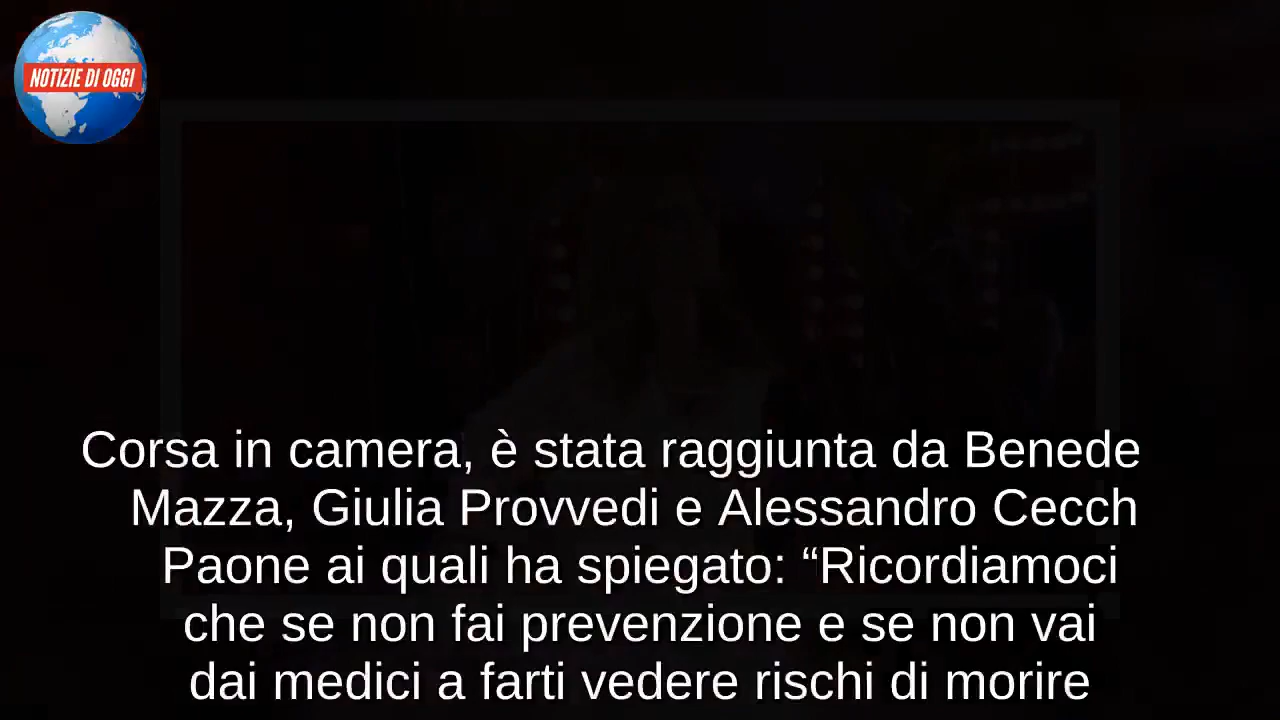 NOTIZIE DI OGGI
Corsa in camera, è stata raggiunta da Benede
Mazza, Giulia Provvedi e Alessandro Cecch
Paone ai quali ha spiegato: “Ricordiamoci
che se non fai prevenzione e se non vai
dai medici a farti vedere rischi di morire